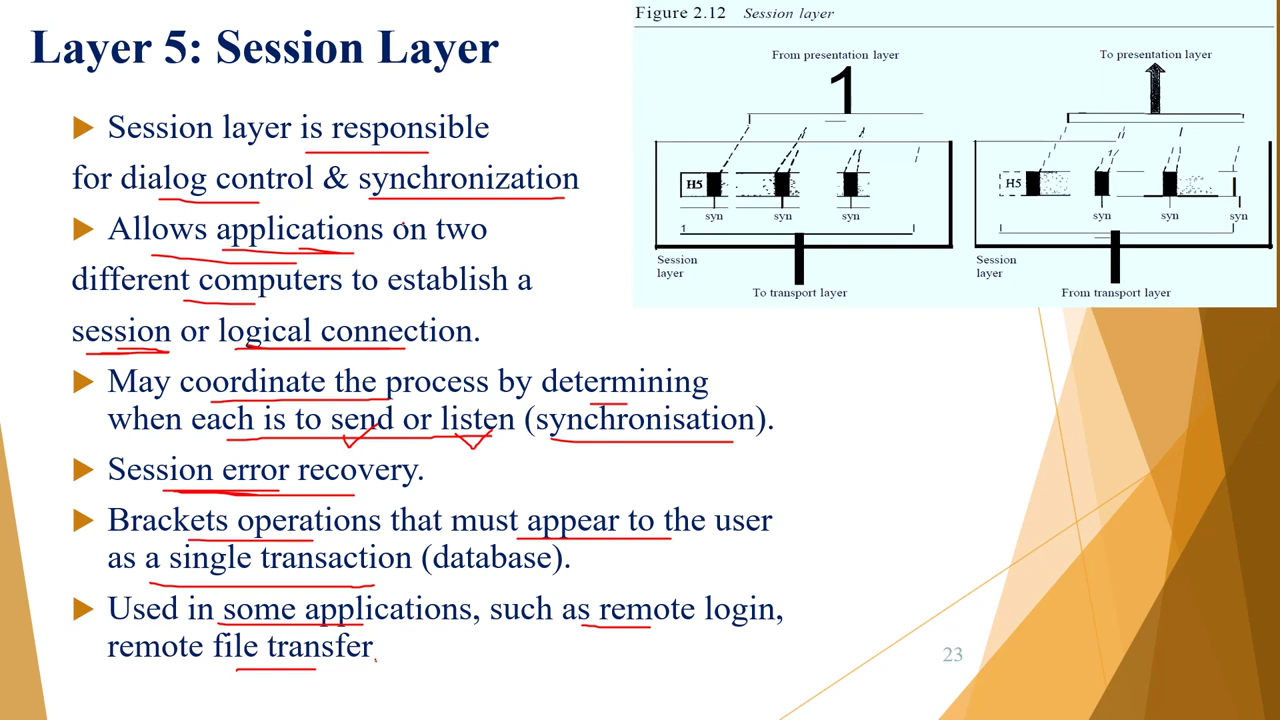 Layer 5: Session Layer
Session layer is responsible
for dialog control & synchronization
Allows applications on two
different computers to establish a
session or logical connection.
May coordinate the process by determining
when each is to send or listen (synchronisation).
Session error recovery.
Brackets operations that must appear to the user
as a single transaction (database).
Used in some applications, such as remote login,
remote file transfer
Figure 2.12 Session layer
From presentation layer
1
H5
syn syn syn
1
Session
layer
To transport layer
To presentation layer
H5
syn syn syn
Session
layer
From transport layer
23